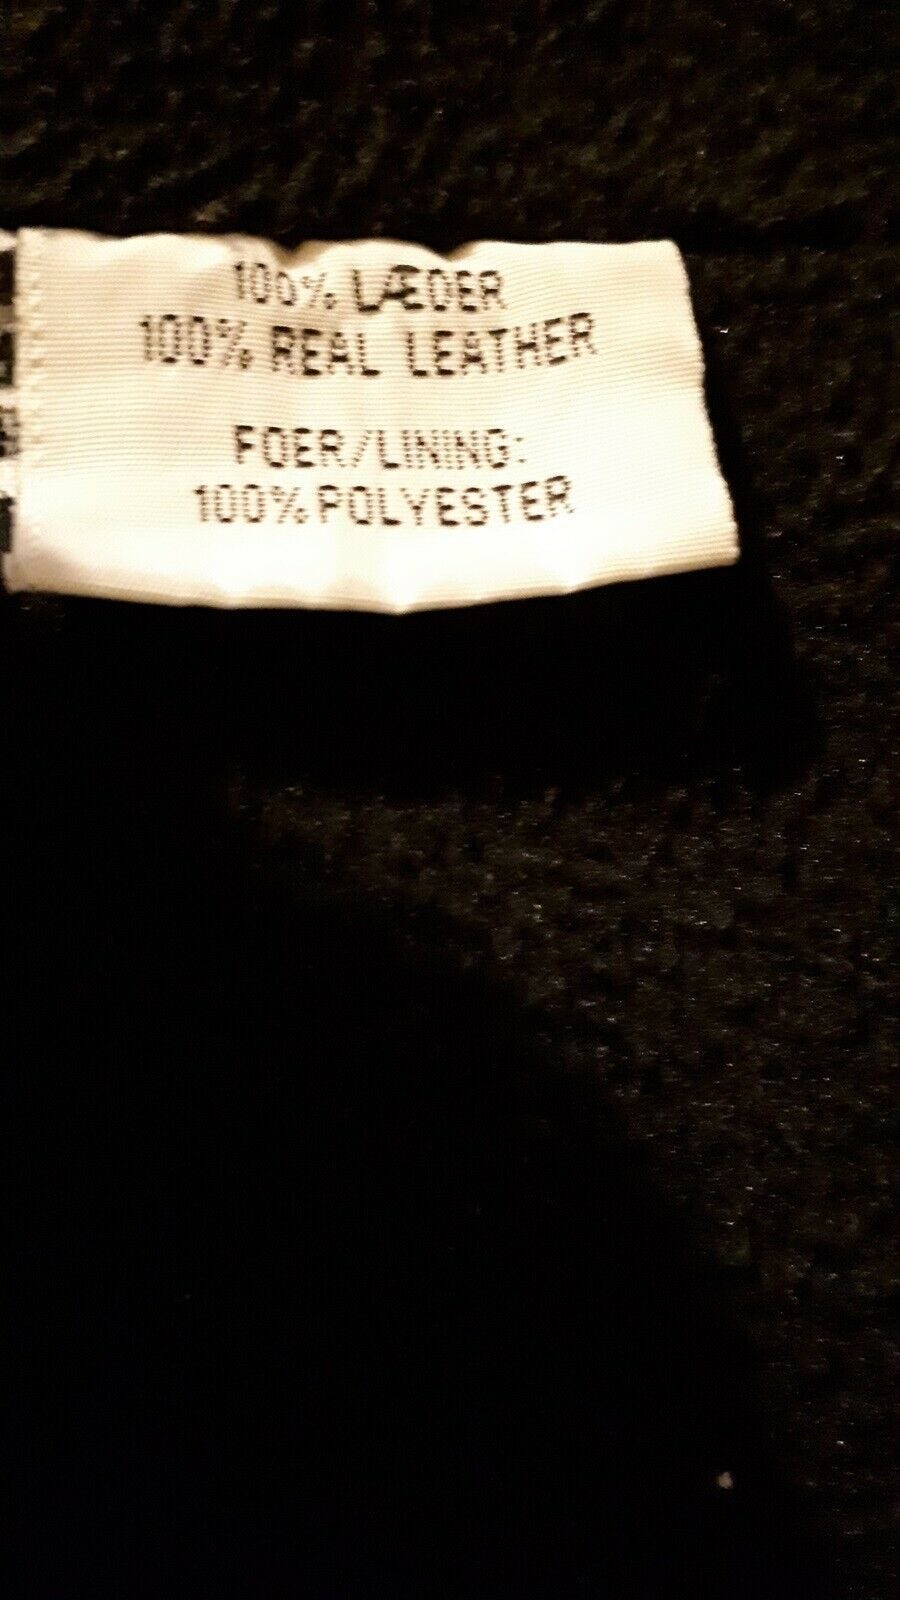 100% LÆDER
100% REAL LEATHER
FOER/LINING:
100% POLYESTER